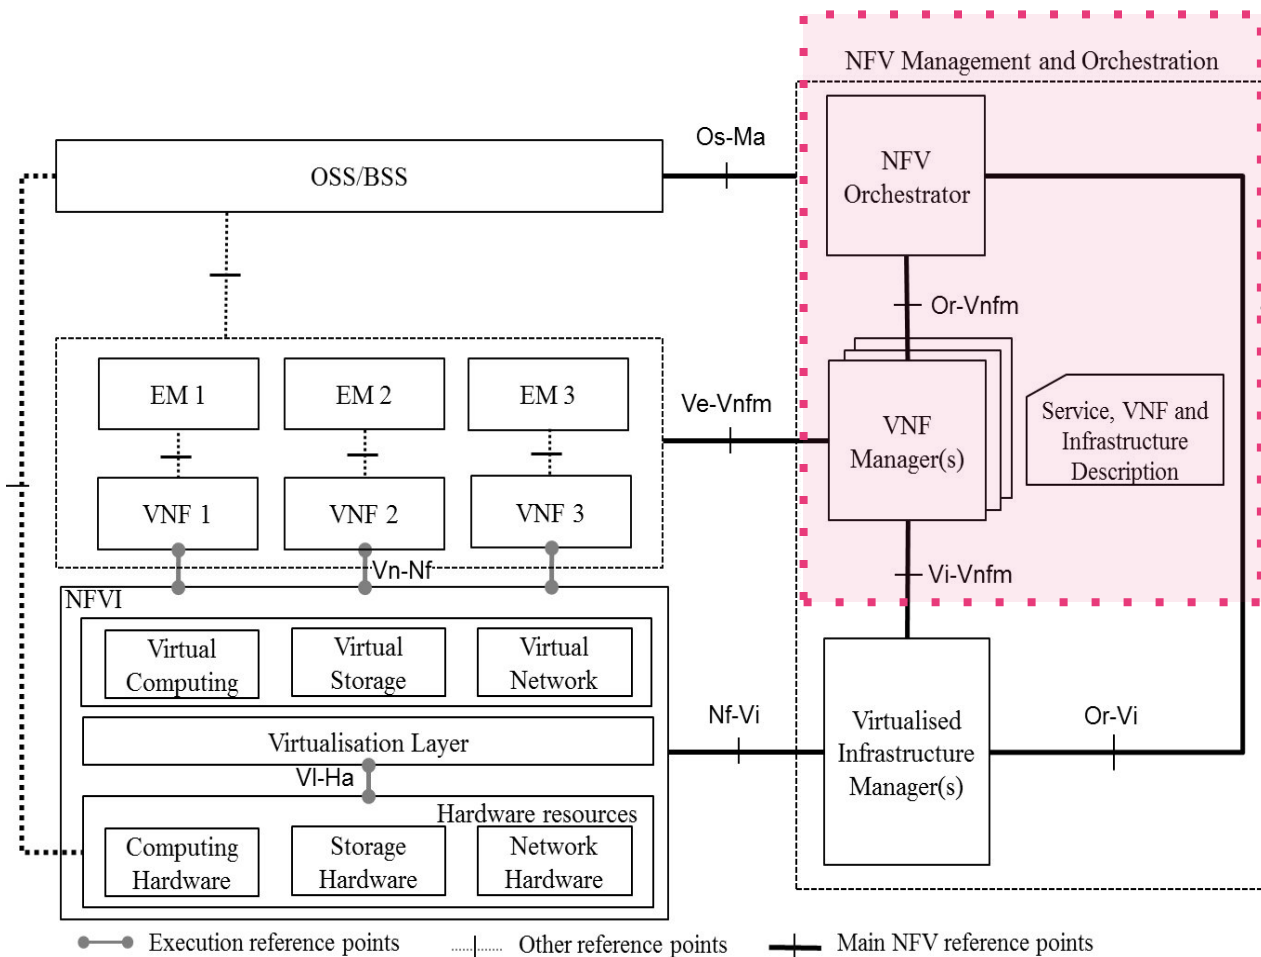 NFV Management and Orchestration
Os-Ma
OSS/BSS
NFV
Orchestrator
Or-Vnfm
EM 1
EM 2
EM 3
Ve-Vnfm
VNF
Manager(s)
Service, VNF and
Infrastructure
Description
VNF 1
VNF 2
VNF 3
Vn-Nf
Vi-Vnfm
NFVI
Virtual
Computing
Virtual
Storage
Virtual
Network
Nf-Vi
Or-Vi
Virtualisation Layer
Virtualised
Infrastructure
Manager(s)
VI-Ha
Hardware resources
Computing
Hardware
Storage
Hardware
Network
Hardware
Execution reference points
Other reference points
Main NFV reference points